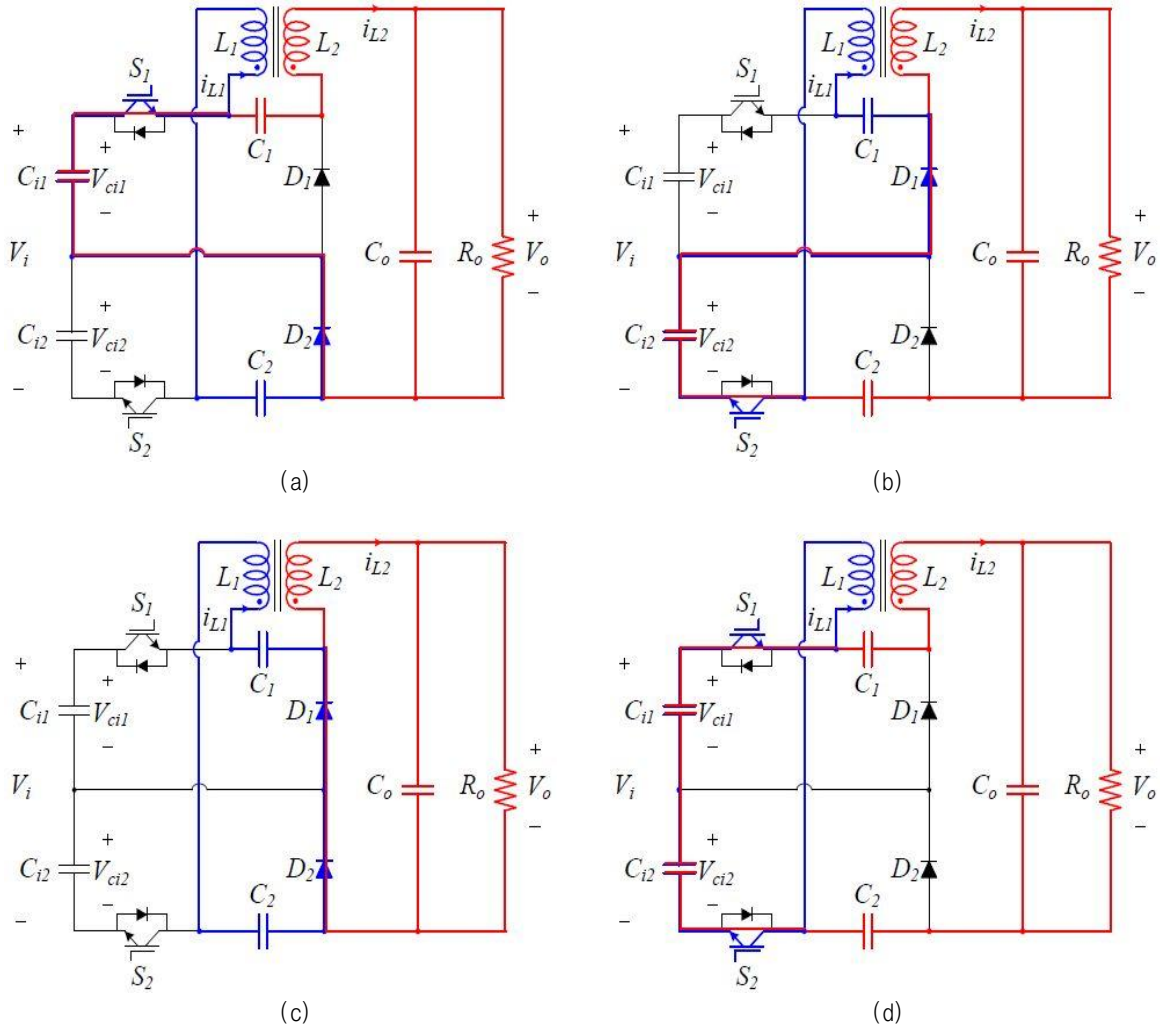 L1 L2 iL2
S1
iL1
+ + C1
Ci1 Vci1 D1
− +
Vi Co Ro Vo
+ −
Ci2 Vci2 D2
− − C2
S2
(a)
L1 L2 iL2
S1
iL1
+ + C1
Ci1 Vci1 D1
− +
Vi Co Ro Vo
+ −
Ci2 Vci2 D2
− − C2
S2
(b)
L1 L2 iL2
S1
iL1
+ + C1
Ci1 Vci1 D1
− +
Vi Co Ro Vo
+ −
Ci2 Vci2 D2
− − C2
S2
(c)
L1 L2 iL2
S1
iL1
+ + C1
Ci1 Vci1 D1
− +
Vi Co Ro Vo
+ −
Ci2 Vci2 D2
− − C2
S2
(d)